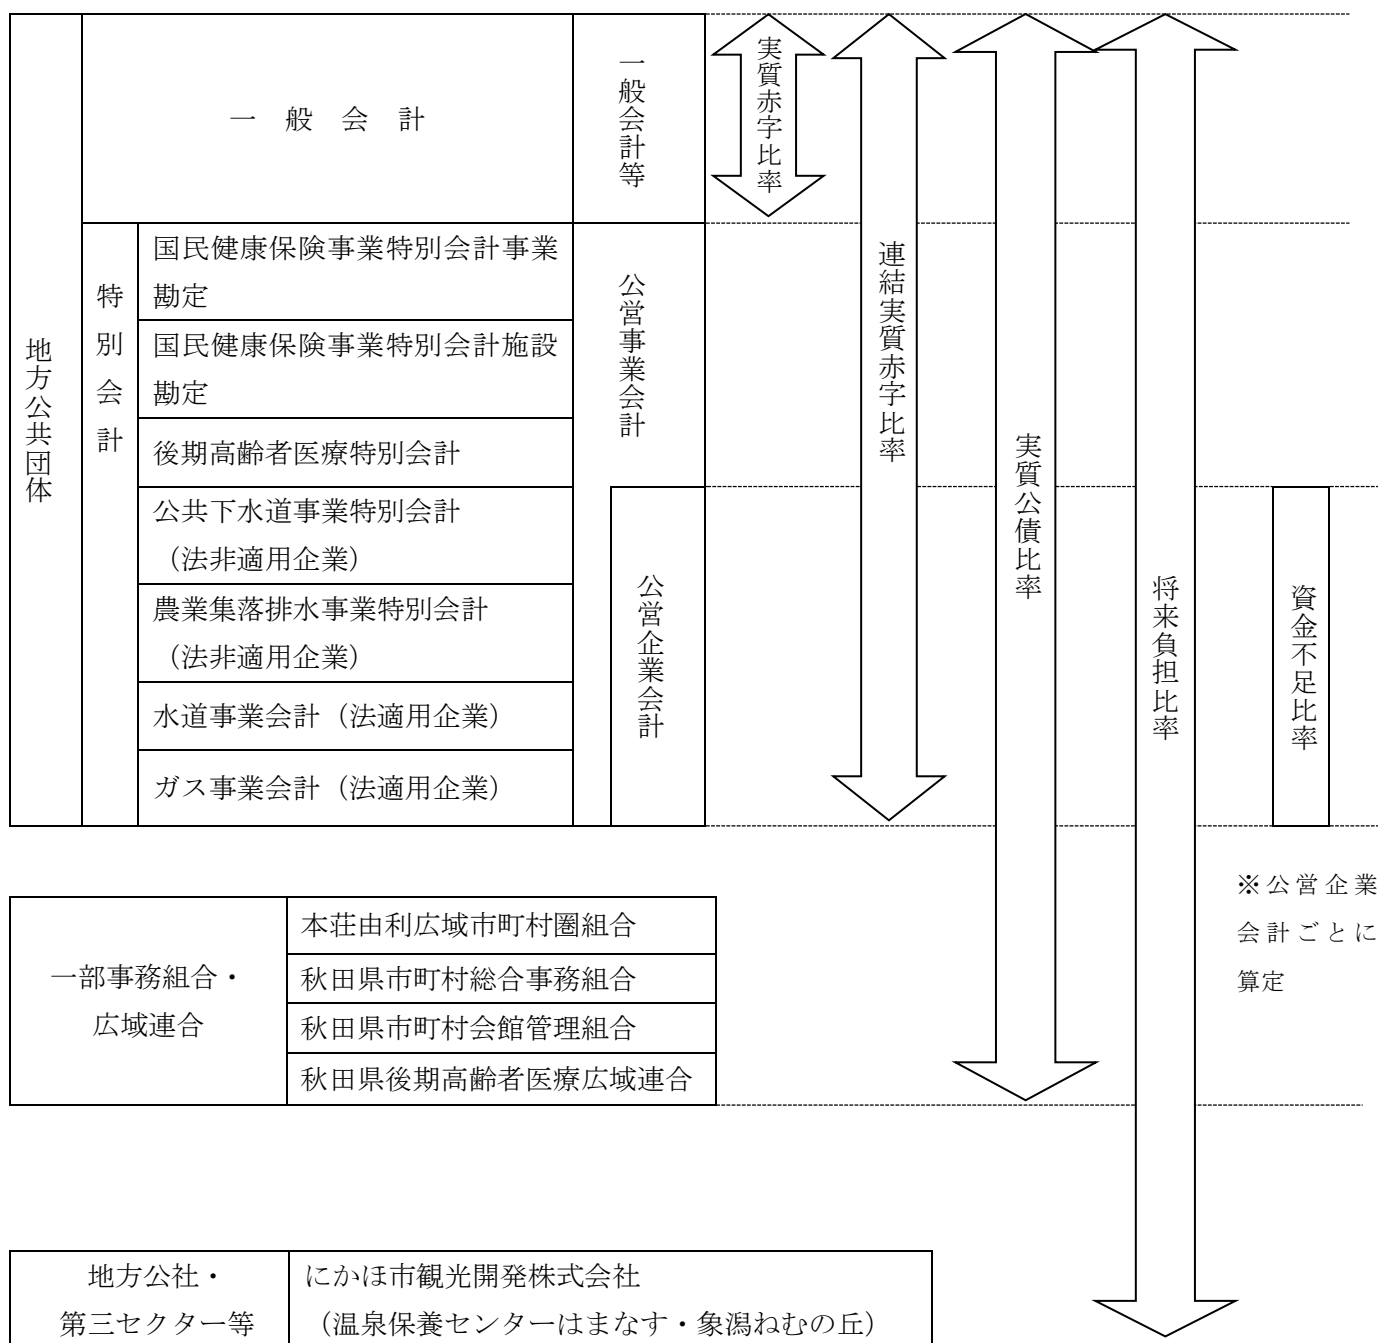 地方公共団体
一般会計
一般会計等
実質赤字比率
連結実質赤字比率
実質公債比率
将来負担比率
資金不足比率
特別会計
国民健康保険事業特別会計事業
勘定
国民健康保険事業特別会計施設
勘定
後期高齢者医療特別会計
公営事業会計
公共下水道事業特別会計
（法非適用企業）
農業集落排水事業特別会計
（法非適用企業）
水道事業会計（法適用企業）
ガス事業会計（法適用企業）
公営企業会計
※公営企業
会計ごとに
算定
一部事務組合・
広域連合
本荘由利広域市町村圏組合
秋田県市町村総合事務組合
秋田県市町村会館管理組合
秋田県後期高齢者医療広域連合
地方公社・
第三セクター等
にかほ市観光開発株式会社
（温泉保養センターはまなす・象潟ねむの丘）